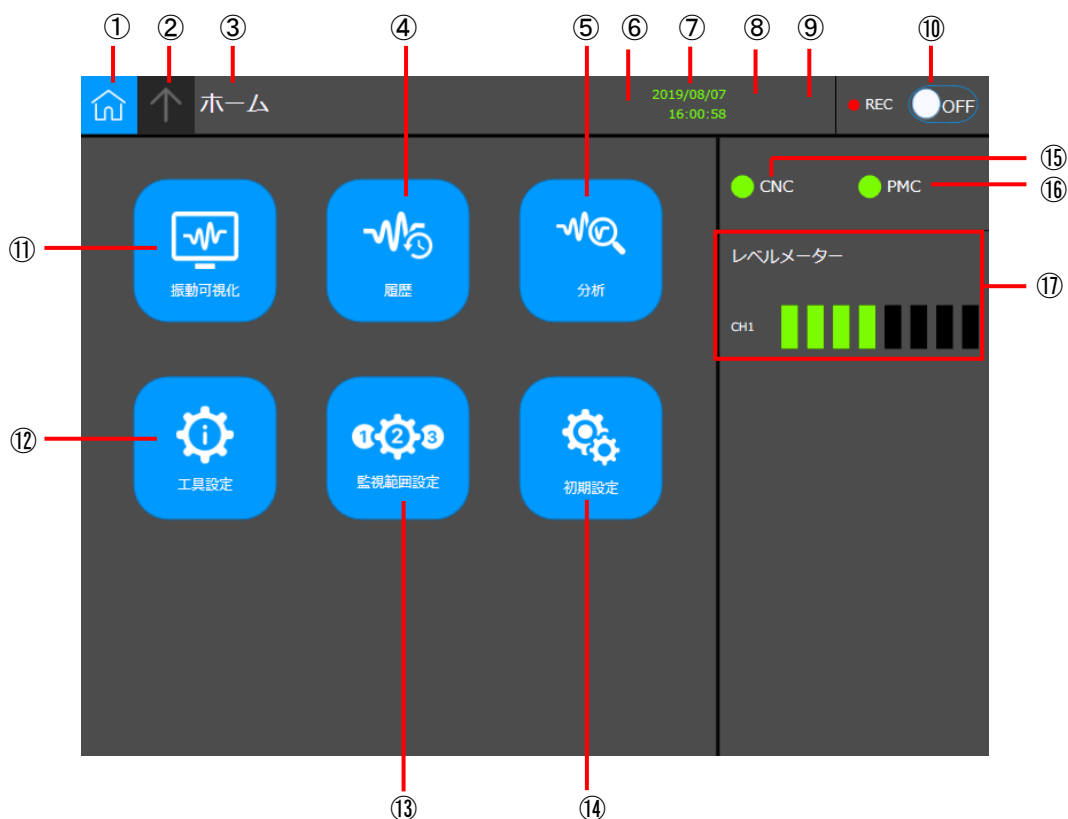 ① ② ③ ④ ⑤ ⑥ ⑦ ⑧ ⑨ ⑩
ホーム
2019/08/07
16:00:58
REC OFF
CNC PMC
⑮
⑯
⑪
振動可視化
履歴
分析
レベルメーター
⑰
CH1
⑫
i
1 2 3
工具設定
監視範囲設定
初期設定
⑬ ⑭